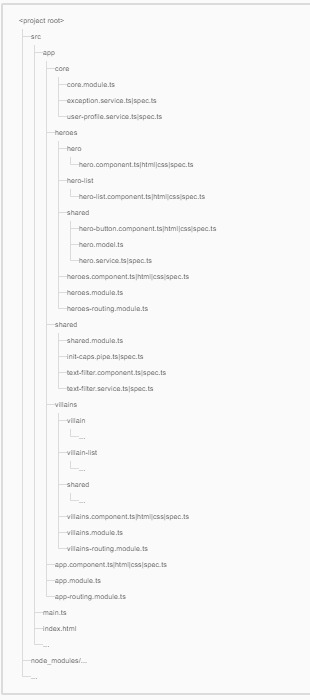 <project root>
src
app
core
core.module.ts
exception.service.ts|spec.ts
user-profile.service.ts|spec.ts
heroes
hero
hero.component.ts|html|css|spec.ts
hero-list
hero-list.component.ts|html|css|spec.ts
shared
hero-button.component.ts|html|css|spec.ts
hero.model.ts
hero.service.ts|spec.ts
heroes.component.ts|html|css|spec.ts
heroes.module.ts
heroes-routing.module.ts
shared
shared.module.ts
init-caps.pipe.ts|spec.ts
text-filter.component.ts|spec.ts
text-filter.service.ts|spec.ts
villains
villain
...
villain-list
...
shared
...
villains.component.ts|html|css|spec.ts
villains.module.ts
villains-routing.module.ts
app.component.ts|html|css|spec.ts
app.module.ts
app-routing.module.ts
main.ts
index.html
...
node_modules/...
...